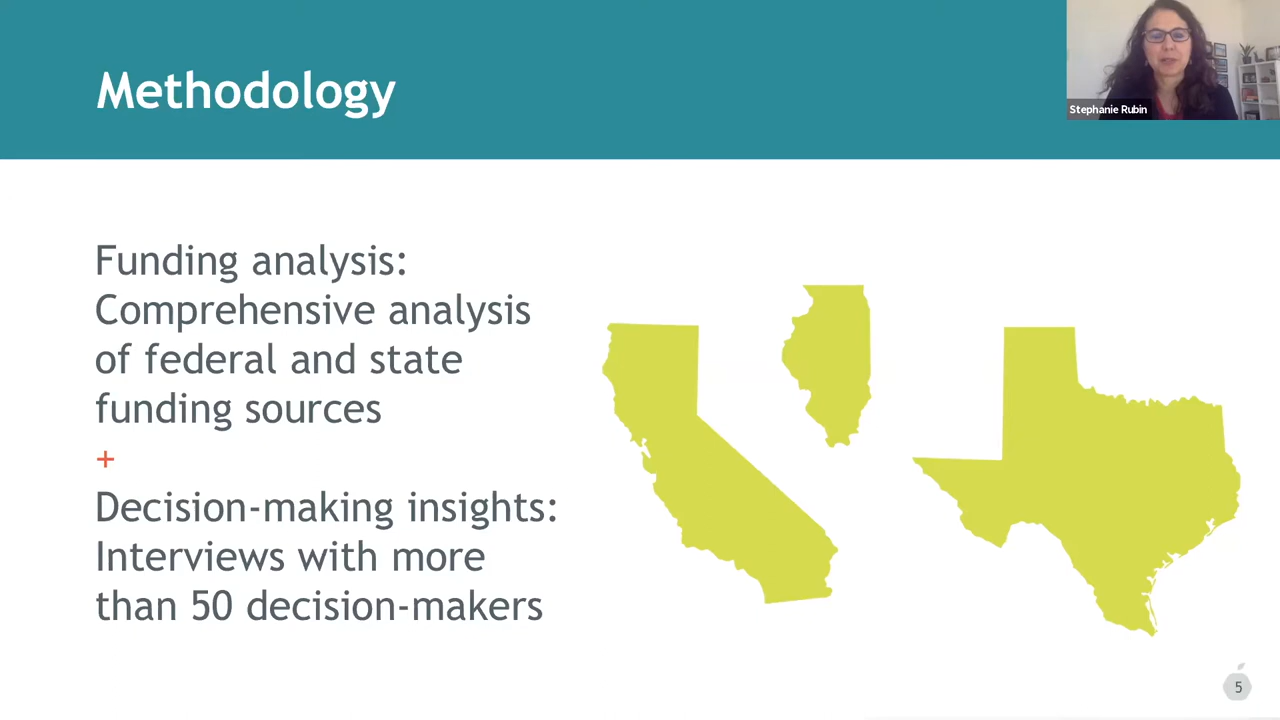 Methodology
Stephanie Rubin
Funding analysis:
Comprehensive analysis
of federal and state
funding sources
+
Decision-making insights:
Interviews with more
than 50 decision-makers
5